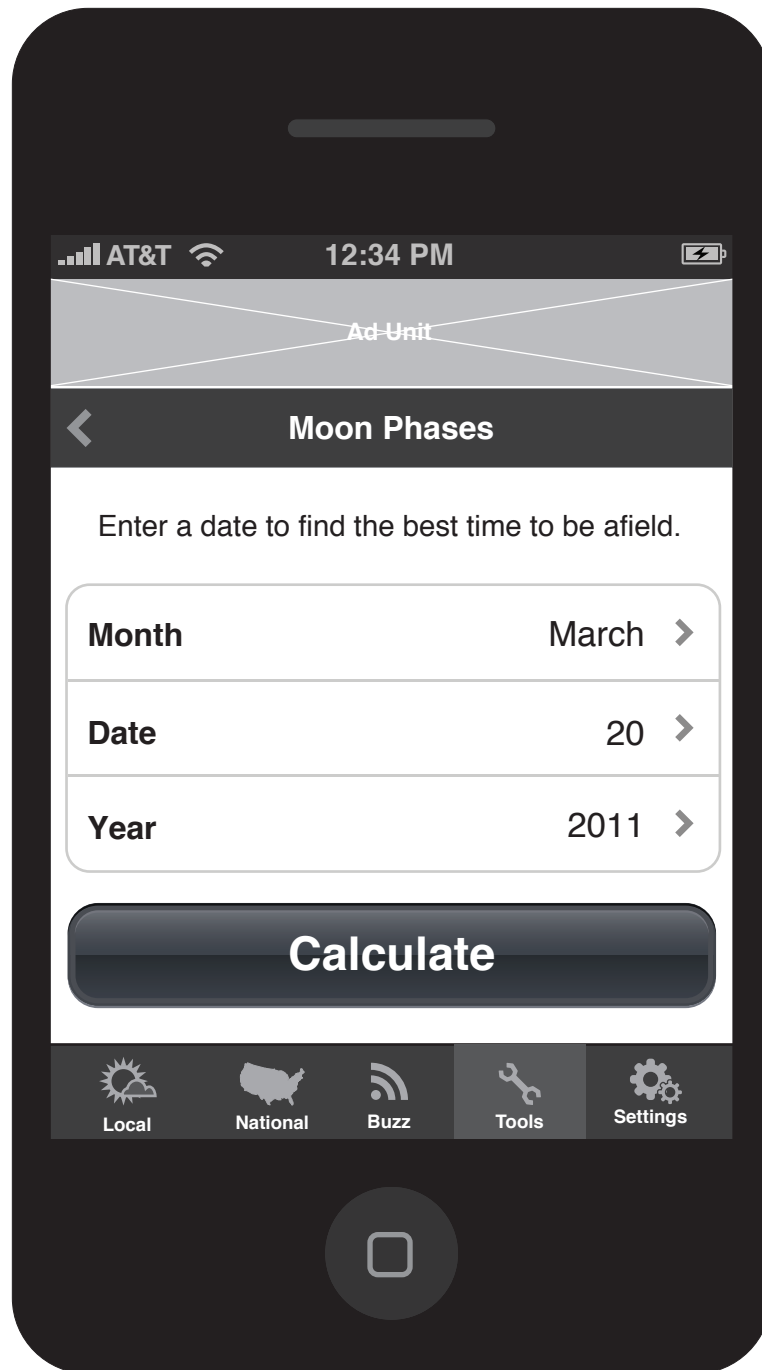 AT&T 12:34 PM
Ad Unit
Moon Phases
Enter a date to find the best time to be afield.
Month March
Date 20
Year 2011
Calculate
Local National Buzz Tools Settings